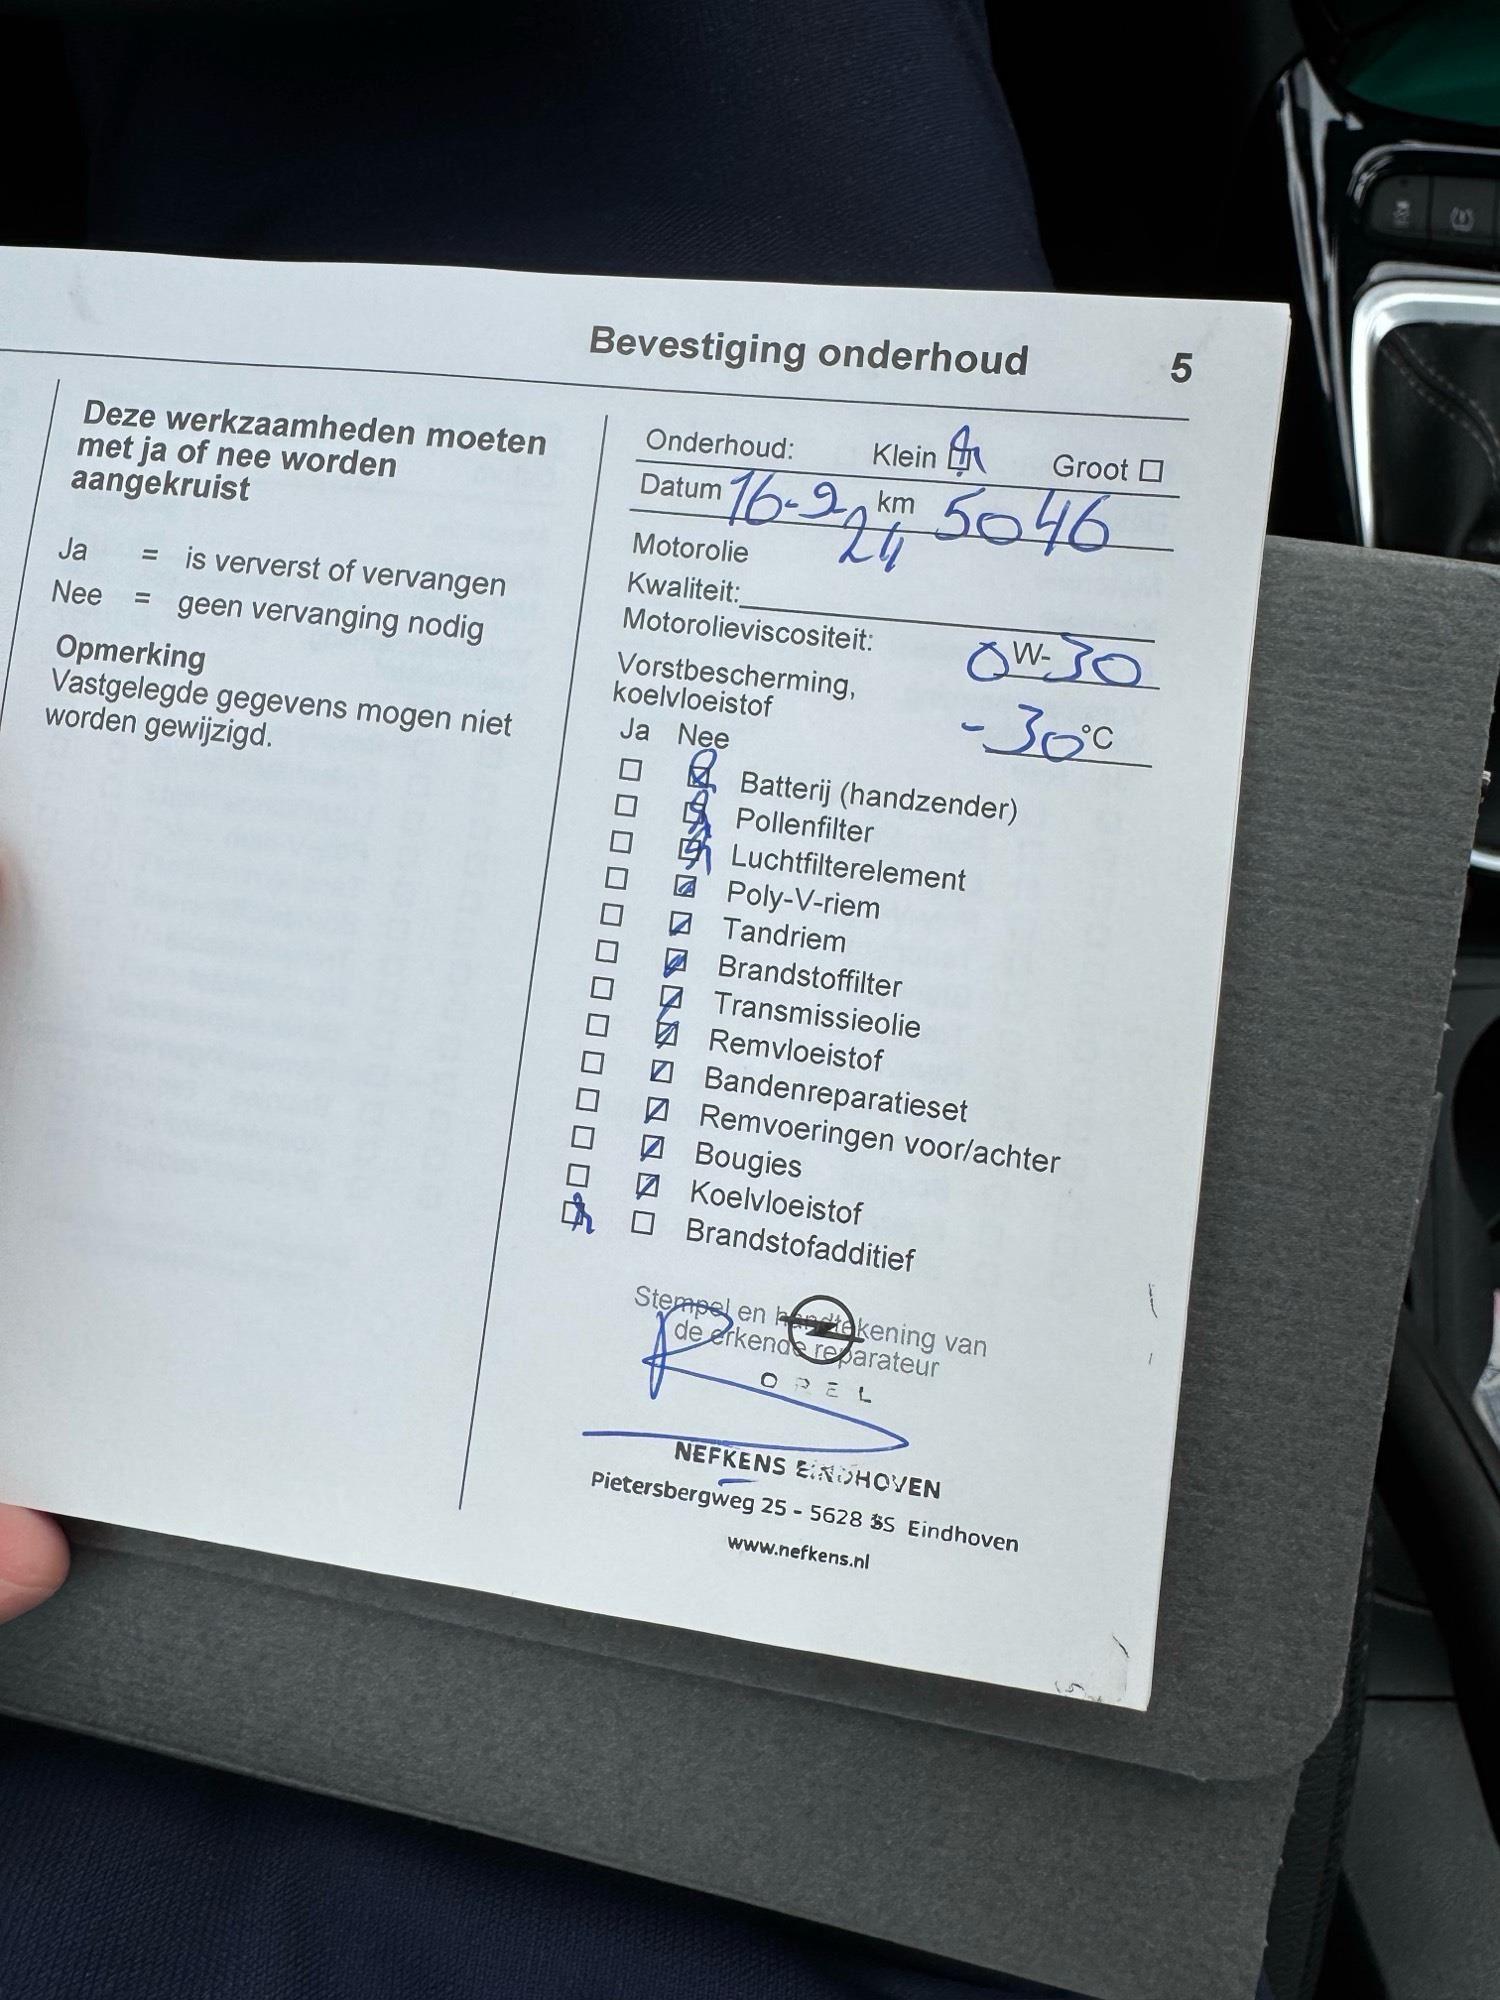 Bevestiging onderhoud 5
Deze werkzaamheden moeten
met ja of nee worden
aangekruist
Ja = is ververst of vervangen
Nee = geen vervanging nodig
Opmerking
Vastgelegde gegevens mogen niet
worden gewijzigd.
Onderhoud: Klein Groot
Datum 16-9-24 km 5046
Motorolie
Kwaliteit:
Motorolieviscositeit: 0 W- 30
Vorstbescherming,
koelvloeistof -30 °C
Ja Nee
Batterij (handzender)
Pollenfilter
Luchtfilterelement
Poly-V-riem
Tandriem
Brandstoffilter
Transmissieolie
Remvloeistof
Bandenreparatieset
Remvoeringen voor/achter
Bougies
Koelvloeistof
Brandstofadditief
Stempel en handtekening van
de erkende reparateur
OPEL
NEFKENS EINDHOVEN
Pietersbergweg 25 - 5628 SS Eindhoven
www.nefkens.nl